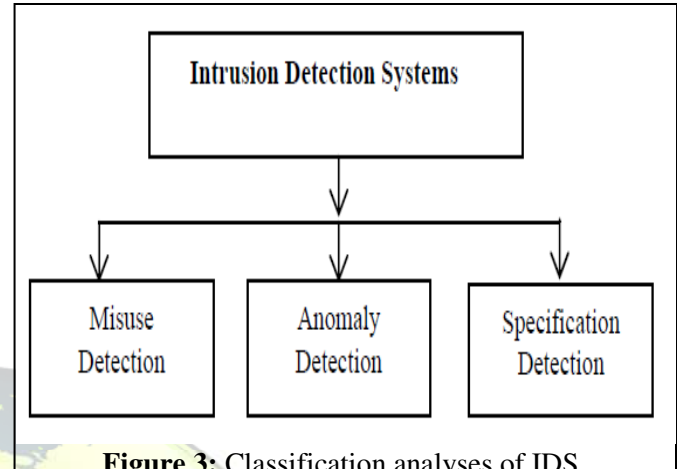 Intrusion Detection Systems
Misuse
Detection
Anomaly
Detection
Specification
Detection
Figure 3: Classification analyses of IDS